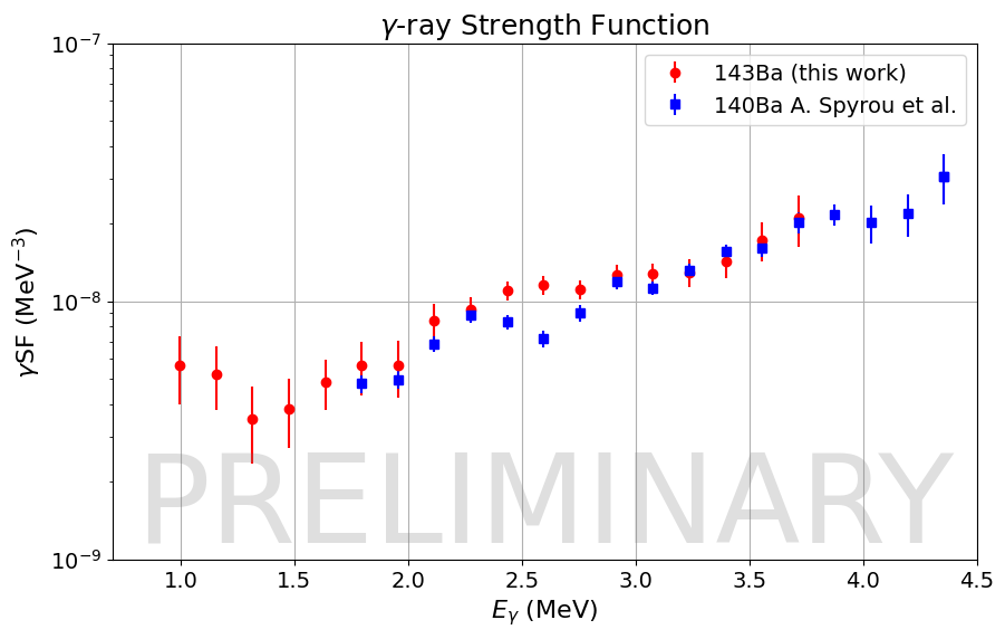 γ-ray Strength Function
10⁻⁷
10⁻⁸
10⁻⁹
γSF (MeV⁻³)
143Ba (this work)
140Ba A. Spyrou et al.
PRELIMINARY
1.0 1.5 2.0 2.5 3.0 3.5 4.0 4.5
Eᵧ (MeV)